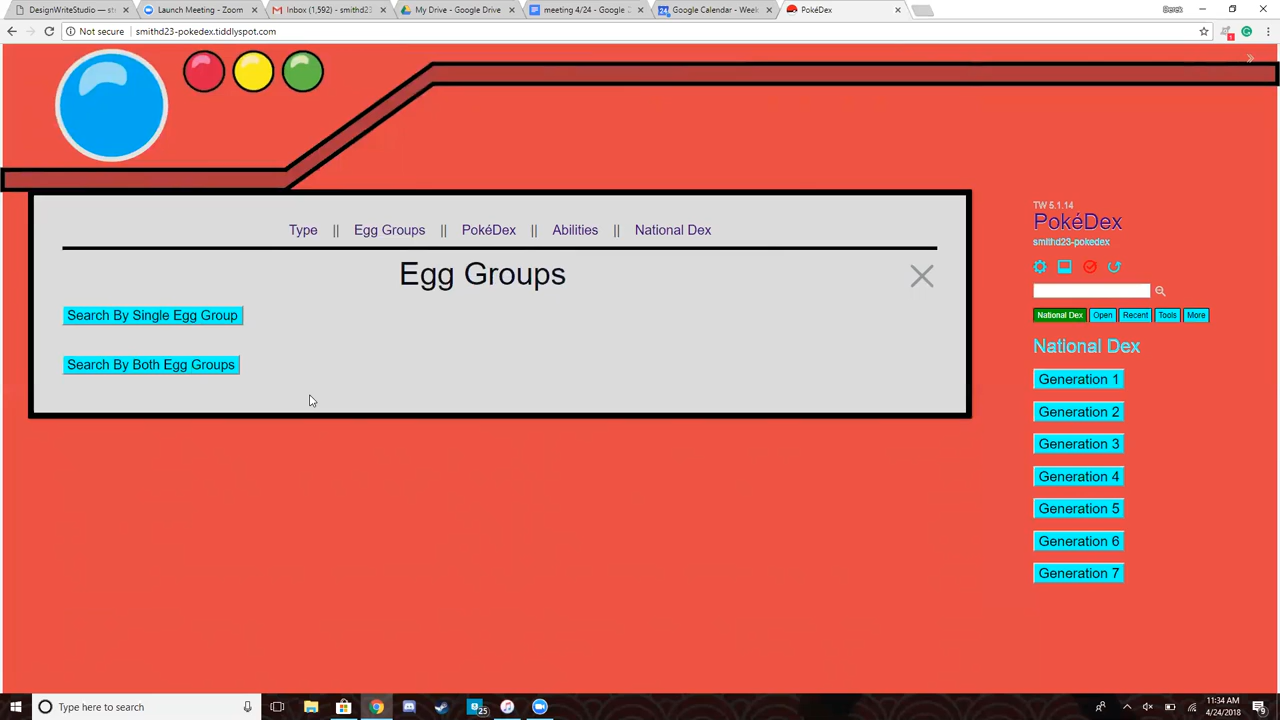 DesignWriteStudio — st
Launch Meeting - Zoom
Inbox (1,592) - smithd23
My Drive - Google Drive
meeting 4/24 - Google
24 Google Calendar - Week
PokéDex
Derek
Not secure | smithd23-pokedex.tiddlyspot.com
Type || Egg Groups || PokéDex || Abilities || National Dex
Egg Groups
Search By Single Egg Group
Search By Both Egg Groups
TW 5.1.14
PokéDex
smithd23-pokedex
National Dex Open Recent Tools More
National Dex
Generation 1
Generation 2
Generation 3
Generation 4
Generation 5
Generation 6
Generation 7
Type here to search
25
11:34 AM
4/24/2018
9